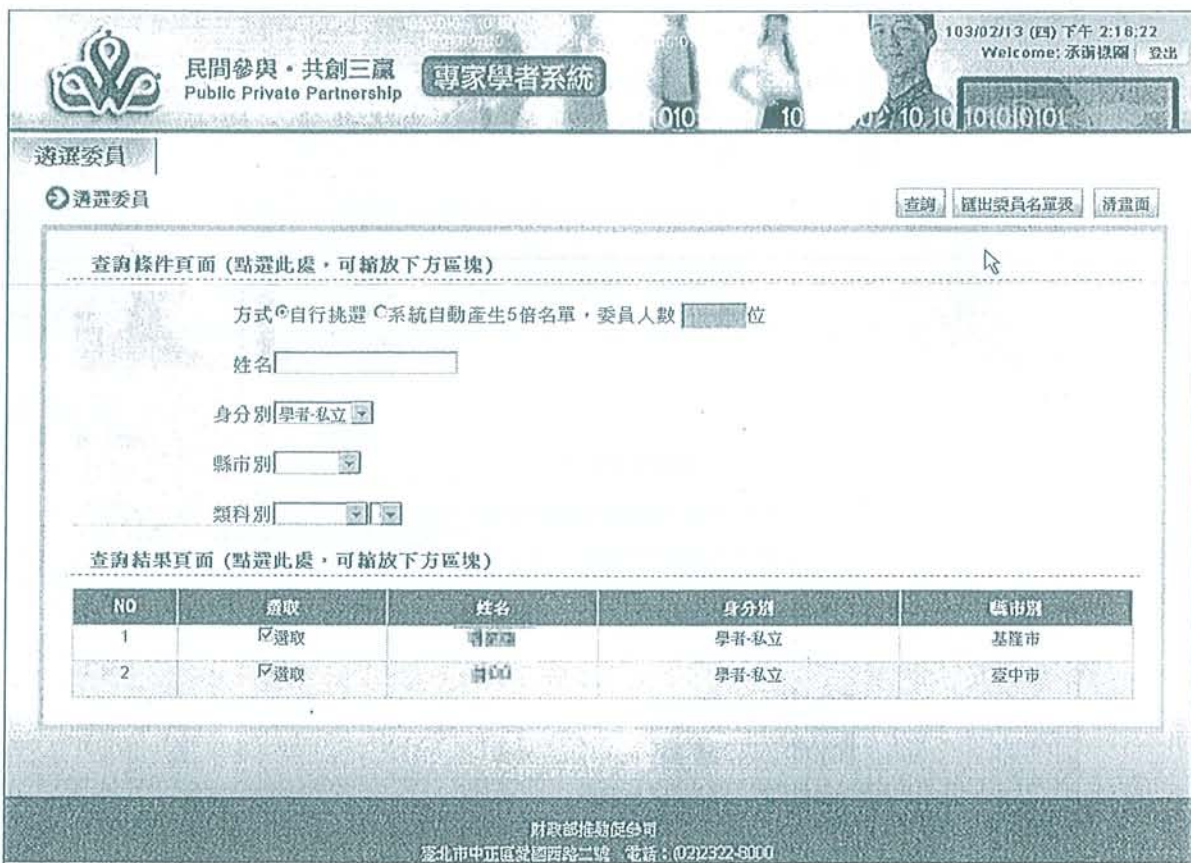 103/02/13 (四) 下午 2:16:22
Welcome: 登出
民間參與・共創三贏
Public Private Partnership
專家學者系統
010 10 10 10 101010101
遴選委員
遴選委員
查詢 匯出委員名單表 清畫面
查詢條件頁面 (點選此處,可縮放下方區塊)
方式 自行挑選 系統自動產生5倍名單,委員人數 位
姓名
身分別 學者-私立
縣市別
類科別
查詢結果頁面 (點選此處,可縮放下方區塊)
NO 選取 姓名 身分別 縣市別
1 選取 學者-私立 基隆市
2 選取 學者-私立 臺中市
財政部推動促參司
臺北市中正區愛國西路二號 電話:(02)2322-8000